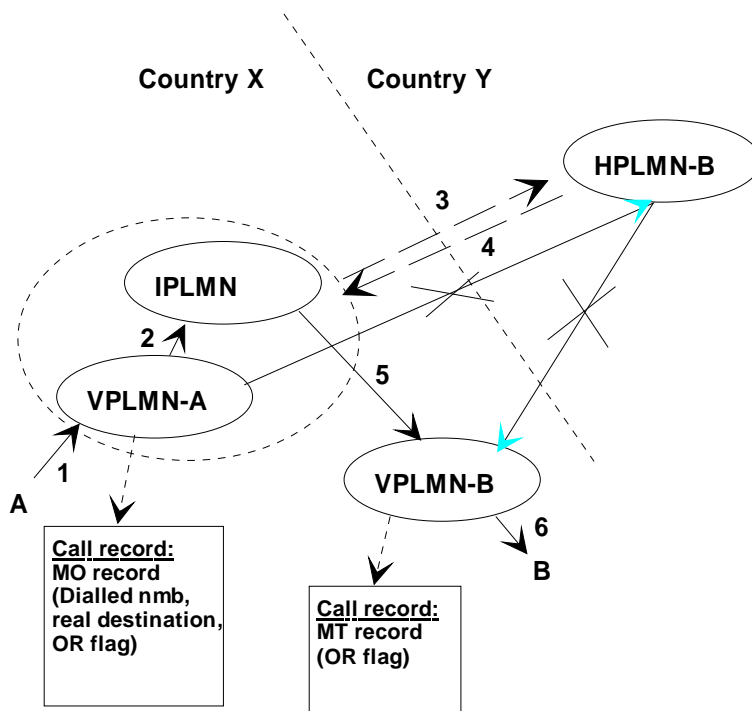 Country X
Country Y
HPLMN-B
3
4
IPLMN
2
5
VPLMN-A
1
A
VPLMN-B
6
B
Call record:
MO record
(Dialled nmb,
real destination,
OR flag)
Call record:
MT record
(OR flag)